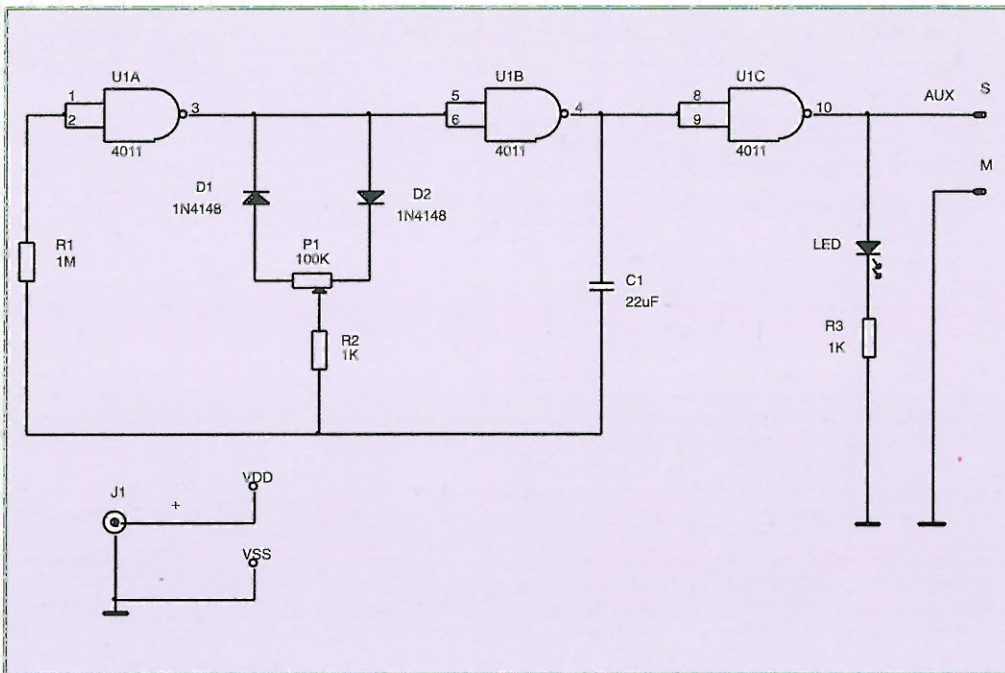 U1A
1
2
3
4011
U1B
5
6
4
4011
U1C
8
9
10
4011
AUX
S
M
D1
1N4148
D2
1N4148
P1
100K
R1
1M
R2
1K
C1
22uF
LED
R3
1K
J1
+
VDD
VSS